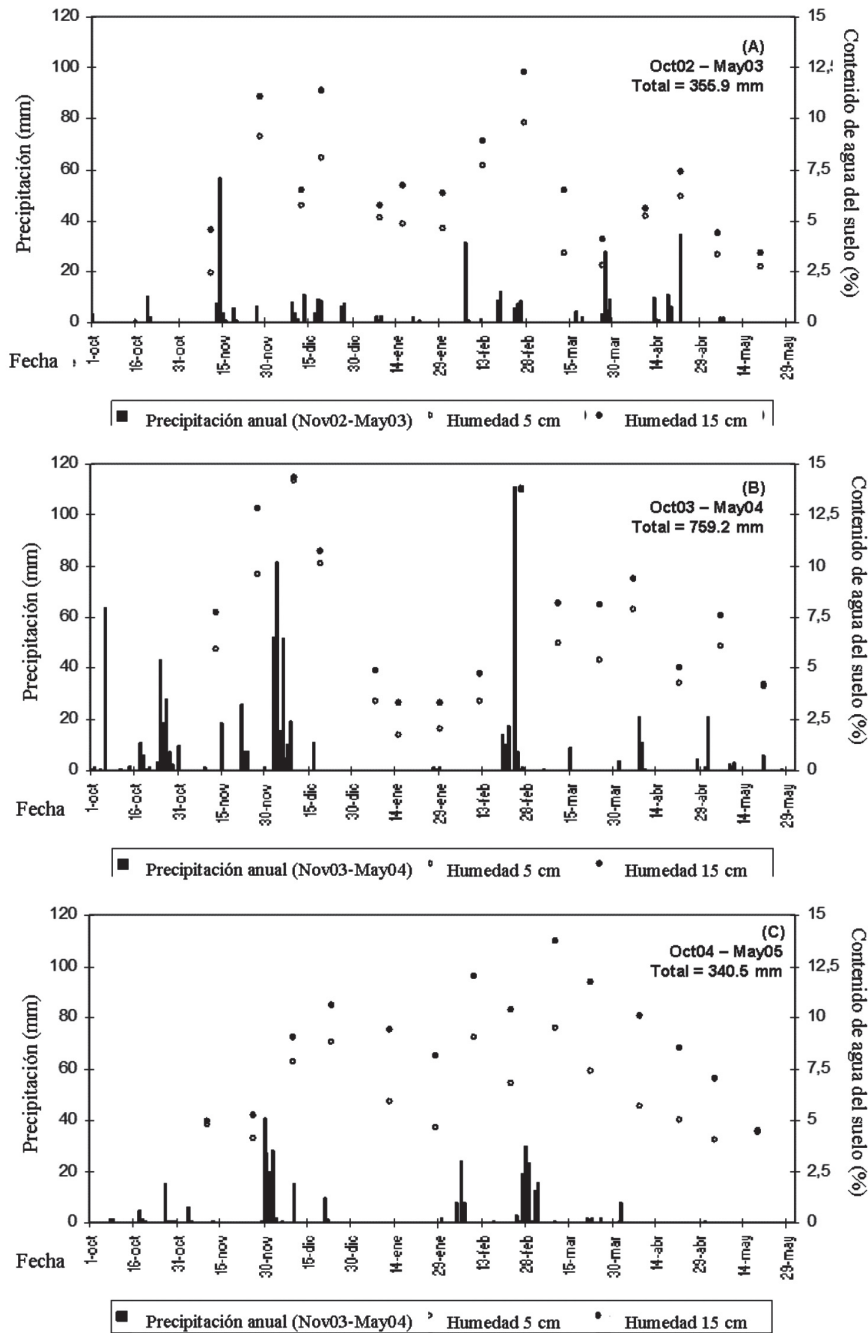 120
100
80
60
40
20
0
Precipitación (mm)
15
12,5
10
7,5
5
2,5
0
Contenido de agua del suelo (%)
(A)
Oct02 – May03
Total = 355.9 mm
Fecha
1-oct 16-oct 31-oct 15-nov 30-nov 15-dic 30-dic 14-ene 29-ene 13-feb 28-feb 15-mar 30-mar 14-abr 29-abr 14-may 29-may
Precipitación anual (Nov02-May03) Humedad 5 cm Humedad 15 cm
120
100
80
60
40
20
0
Precipitación (mm)
15
12,5
10
7,5
5
2,5
0
Contenido de agua del suelo (%)
(B)
Oct03 – May04
Total = 759.2 mm
Fecha
1-oct 16-oct 31-oct 15-nov 30-nov 15-dic 30-dic 14-ene 29-ene 13-feb 28-feb 15-mar 30-mar 14-abr 29-abr 14-may 29-may
Precipitación anual (Nov03-May04) Humedad 5 cm Humedad 15 cm
120
100
80
60
40
20
0
Precipitación (mm)
15
12,5
10
7,5
5
2,5
0
Contenido de agua del suelo (%)
(C)
Oct04 – May05
Total = 340.5 mm
Fecha
1-oct 16-oct 31-oct 15-nov 30-nov 15-dic 30-dic 14-ene 29-ene 13-feb 28-feb 15-mar 30-mar 14-abr 29-abr 14-may 29-may
Precipitación anual (Nov03-May04) Humedad 5 cm Humedad 15 cm